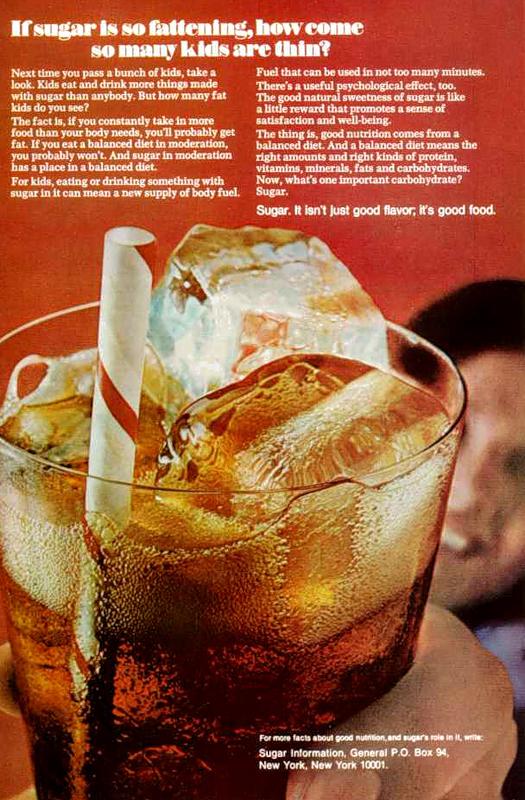 If sugar is so fattening, how come
so many kids are thin?
Next time you pass a bunch of kids, take a
look. Kids eat and drink more things made
with sugar than anybody. But how many fat
kids do you see?
The fact is, if you constantly take in more
food than your body needs, you'll probably get
fat. If you eat a balanced diet in moderation,
you probably won't. And sugar in moderation
has a place in a balanced diet.
For kids, eating or drinking something with
sugar in it can mean a new supply of body fuel.
Fuel that can be used in not too many minutes.
There's a useful psychological effect, too.
The good natural sweetness of sugar is like
a little reward that promotes a sense of
satisfaction and well-being.
The thing is, good nutrition comes from a
balanced diet. And a balanced diet means the
right amounts and right kinds of protein,
vitamins, minerals, fats and carbohydrates.
Now, what's one important carbohydrate?
Sugar.
Sugar. It isn't just good flavor; it's good food.
For more facts about good nutrition, and sugar's role in it, write:
Sugar Information, General P.O. Box 94,
New York, New York 10001.